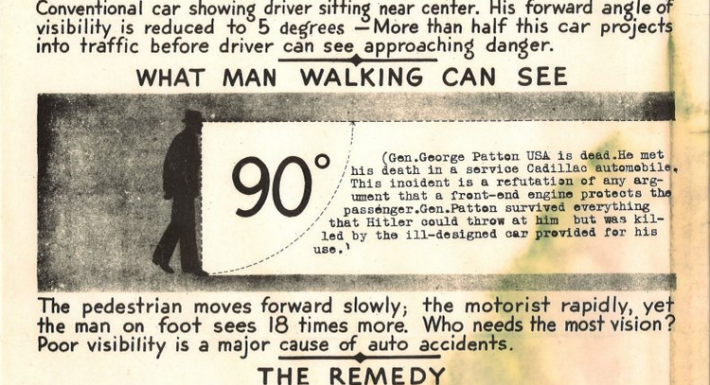 Conventional car showing driver sitting near center. His forward angle of
visibility is reduced to 5 degrees — More than half this car projects
into traffic before driver can see approaching danger.
WHAT MAN WALKING CAN SEE
90°
(Gen.George Patton USA is dead.He met
his death in a service Cadillac automobile.
This incident is a refutation of any arg-
ument that a front-end engine protects the
passenger.Gen.Patton survived everything
that Hitler could throw at him but was kil-
led by the ill-designed car provided for his
use.)
The pedestrian moves forward slowly; the motorist rapidly, yet
the man on foot sees 18 times more. Who needs the most vision?
Poor visibility is a major cause of auto accidents.
THE REMEDY